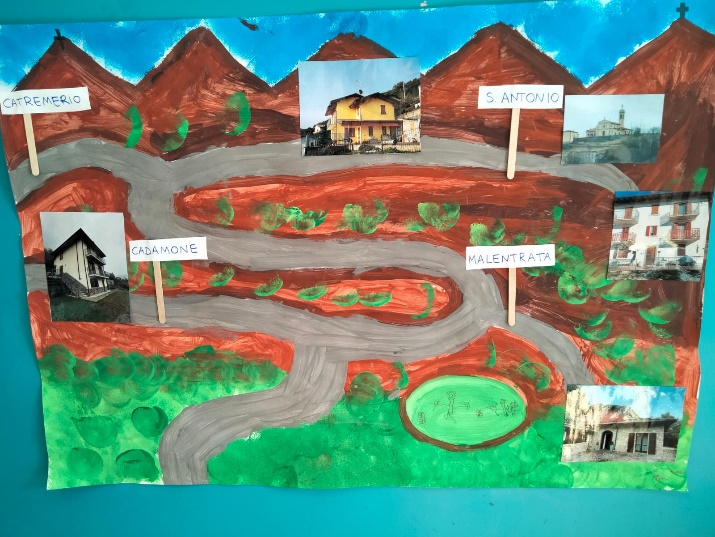 CATREMERIO
S. ANTONIO
CADAMONE
MALENTRATA